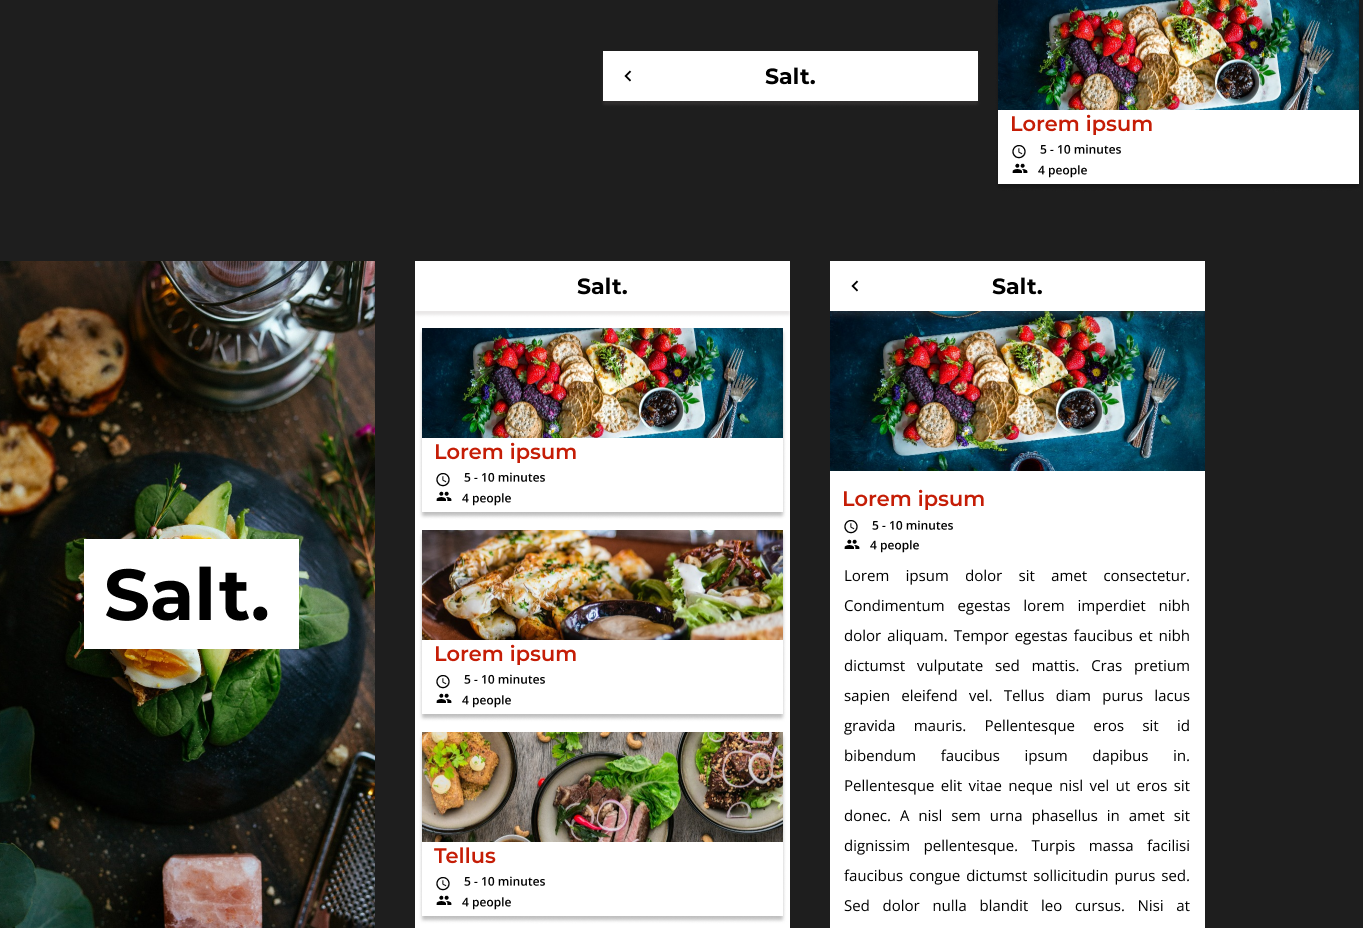 Salt.
Lorem ipsum
5 - 10 minutes
4 people
OOKLYN
Salt.
Salt.
Lorem ipsum
5 - 10 minutes
4 people
Lorem ipsum
5 - 10 minutes
4 people
Tellus
5 - 10 minutes
4 people
Salt.
Lorem ipsum
5 - 10 minutes
4 people
Lorem ipsum dolor sit amet consectetur.
Condimentum egestas lorem imperdiet nibh
dolor aliquam. Tempor egestas faucibus et nibh
dictumst vulputate sed mattis. Cras pretium
sapien eleifend vel. Tellus diam purus lacus
gravida mauris. Pellentesque eros sit id
bibendum faucibus ipsum dapibus in.
Pellentesque elit vitae neque nisl vel ut eros sit
donec. A nisl sem urna phasellus in amet sit
dignissim pellentesque. Turpis massa facilisi
faucibus congue dictumst sollicitudin purus sed.
Sed dolor nulla blandit leo cursus. Nisi at